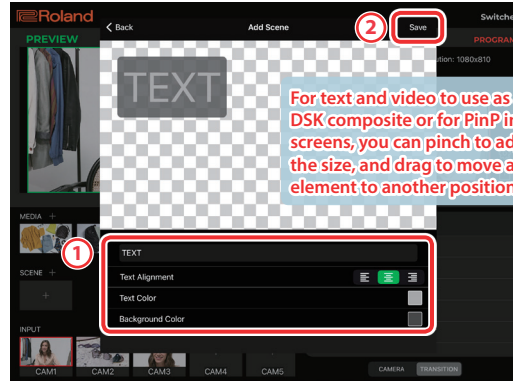 Roland
Back
Add Scene
2
Save
Switche
PREVIEW
PROGRAM
ution: 1080x810
TEXT
For text and video to use as
DSK composite or for PinP in
screens, you can pinch to ad
the size, and drag to move a
element to another position
MEDIA +
1
TEXT
Text Alignment
SCENE +
Text Color
+
Background Color
INPUT
CAM1
CAM2
CAM3
CAM4
CAM5
CAMERA
TRANSITION